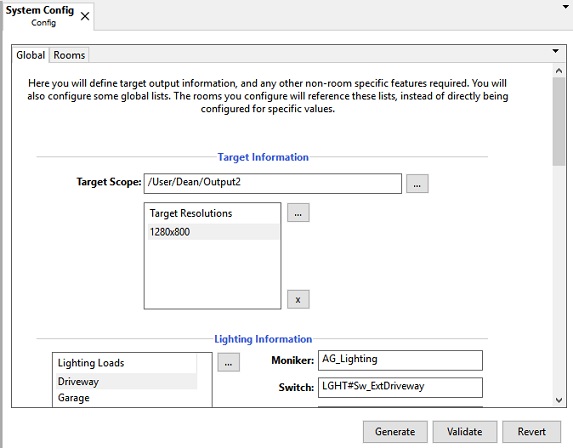 System Config
Config
X
Global Rooms
Here you will define target output information, and any other non-room specific features required. You will
also configure some global lists. The rooms you configure will reference these lists, instead of directly being
configured for specific values.
Target Information
Target Scope: /User/Dean/Output2 ...
Target Resolutions ...
1280x800
x
Lighting Information
Lighting Loads ... Moniker: AG_Lighting
Driveway Switch: LGHT#Sw_ExtDriveway
Garage
Generate Validate Revert